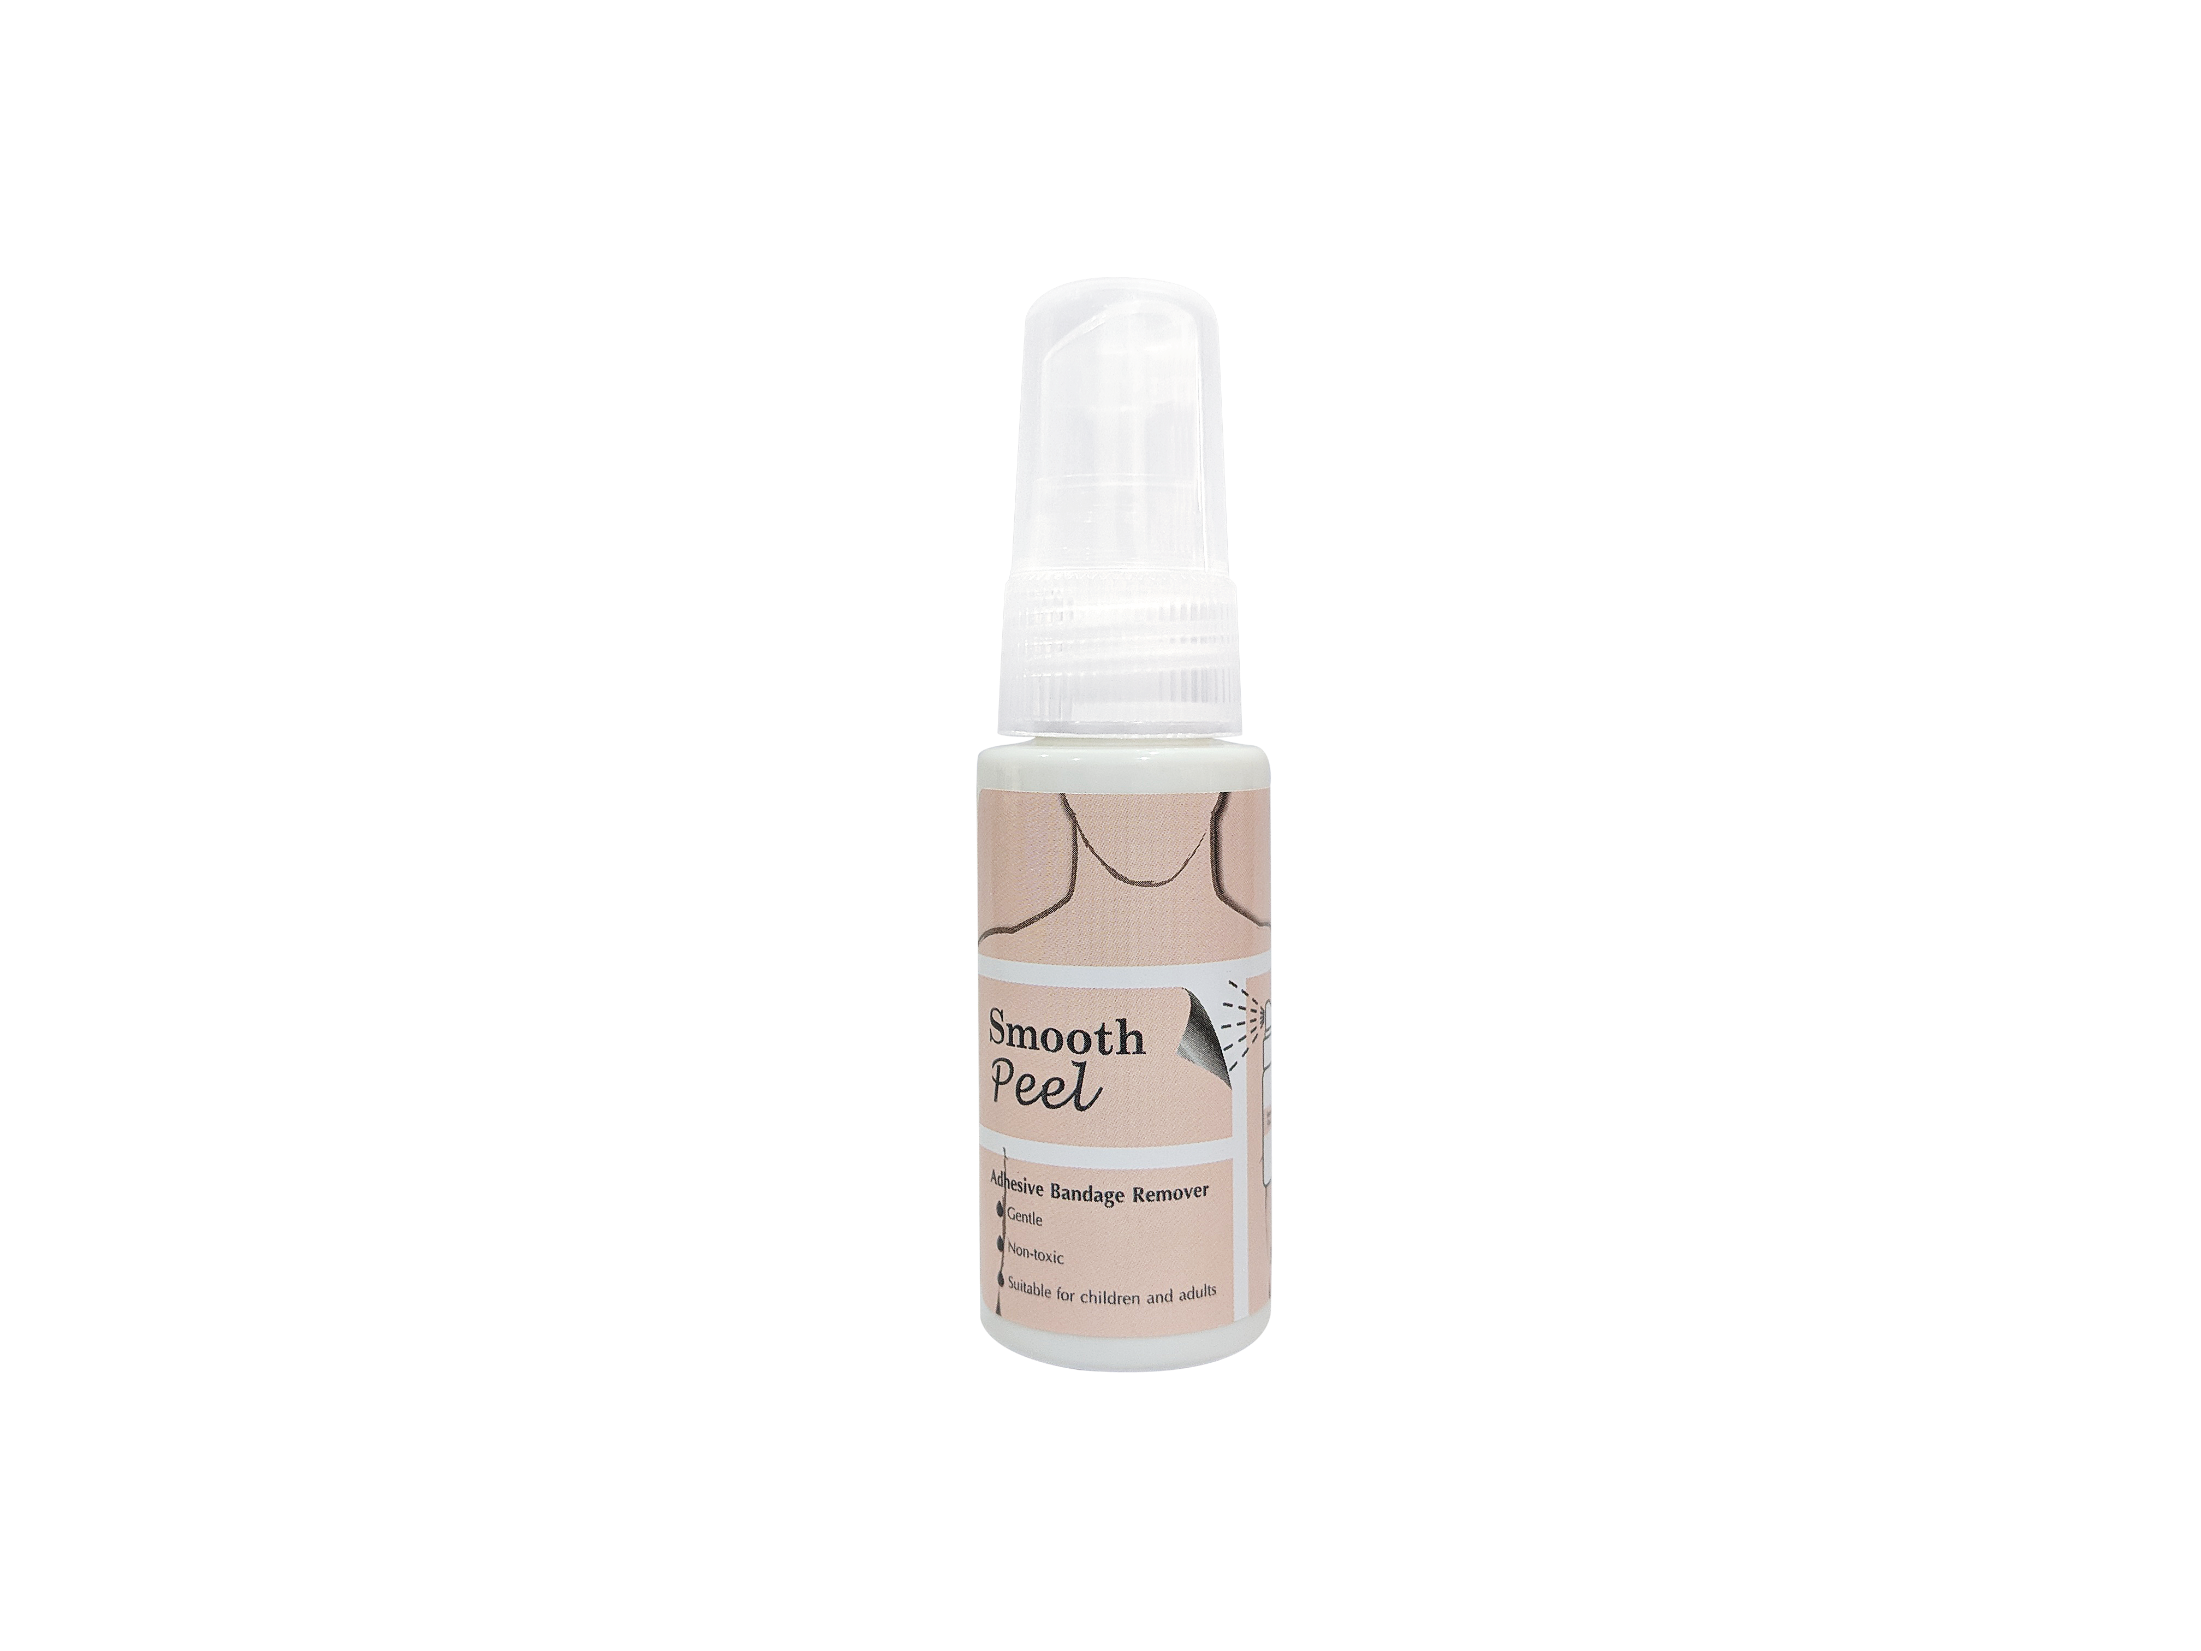 Smooth
Peel
Adhesive Bandage Remover
Gentle
Non-toxic
Suitable for children and adults